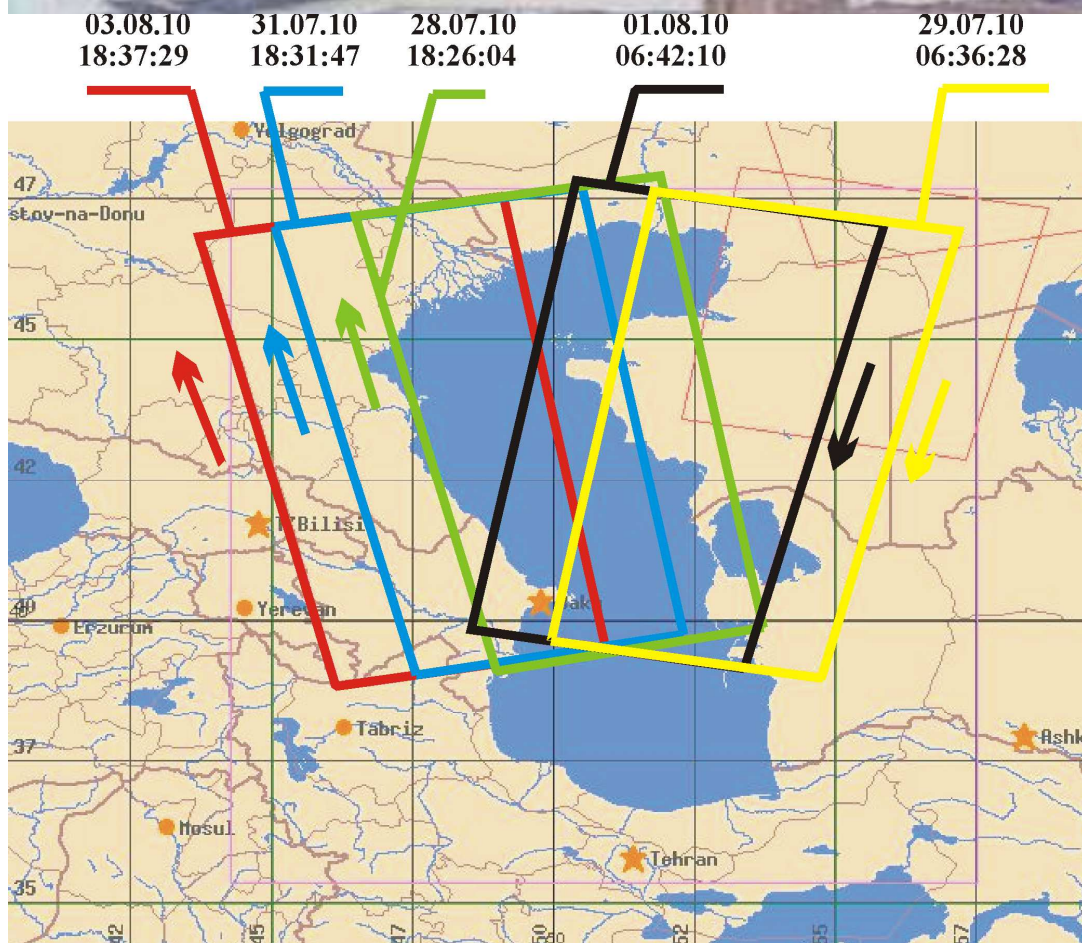 03.08.10 31.07.10 28.07.10 01.08.10 29.07.10
18:37:29 18:31:47 18:26:04 06:42:10 06:36:28
Volgograd
47
stov-na-Donu
45
42
Tbilisi
40
Yerevan
Erzurum
Tabriz
37
Ashk
Mosul
Tehran
35
42 45 47 50 52 55 57